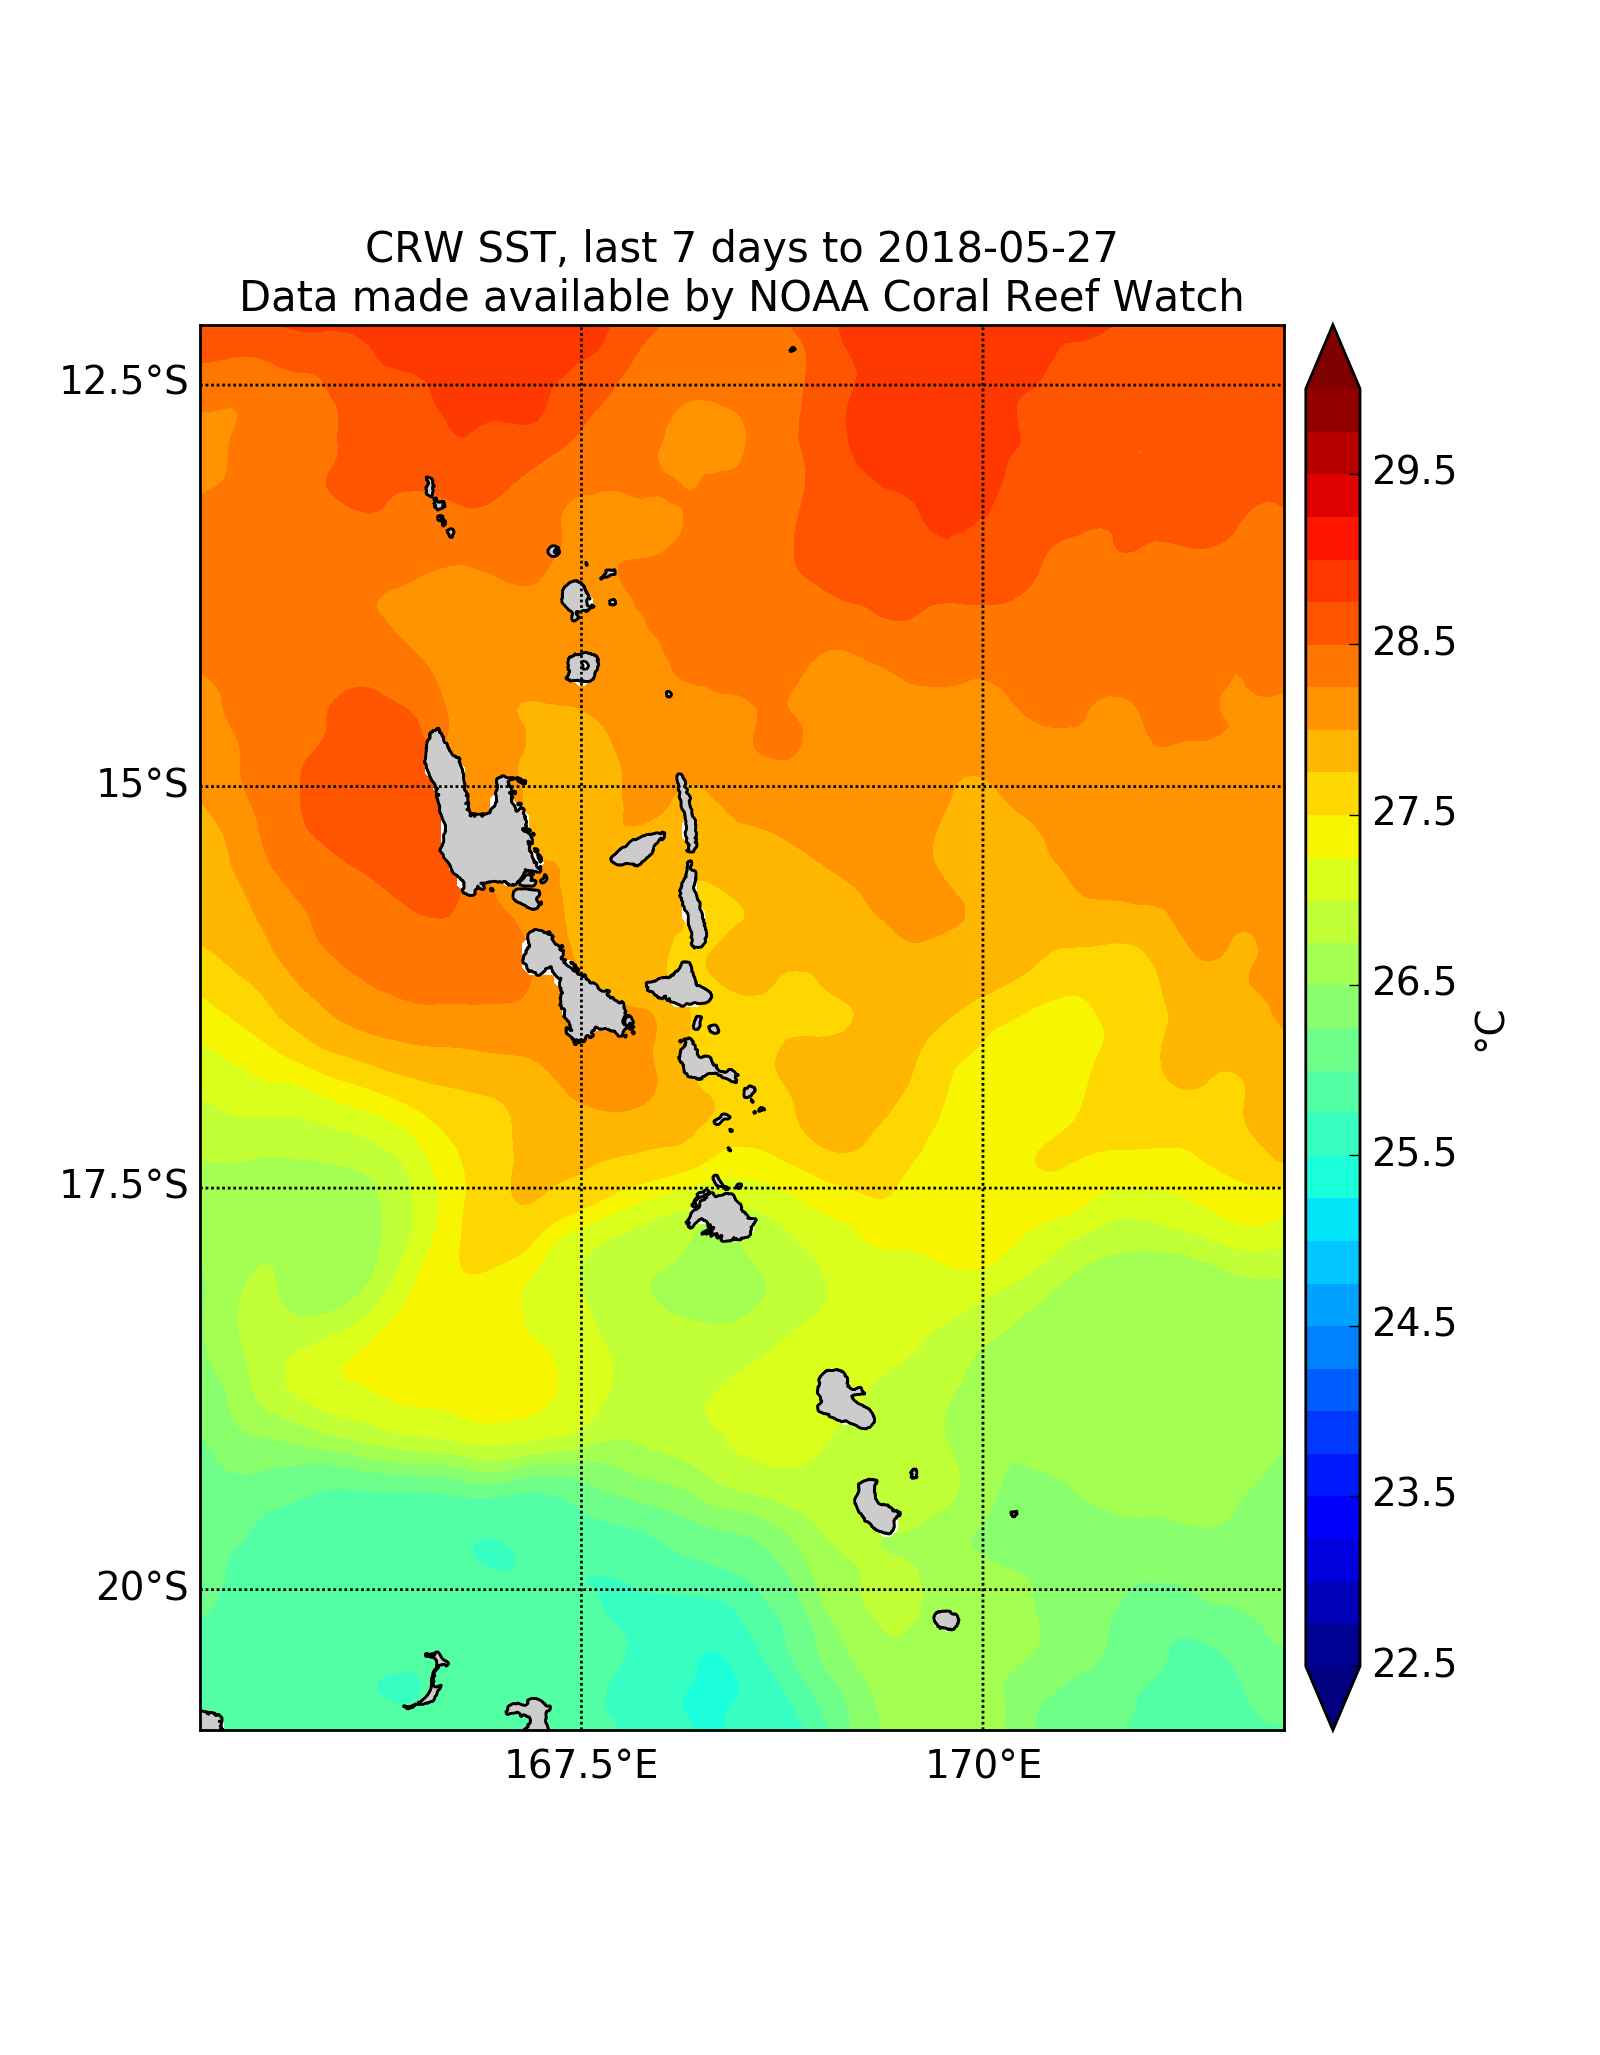 CRW SST, last 7 days to 2018-05-27
Data made available by NOAA Coral Reef Watch
12.5°S
15°S
17.5°S
20°S
167.5°E
170°E
29.5
28.5
27.5
26.5
25.5
24.5
23.5
22.5
°C